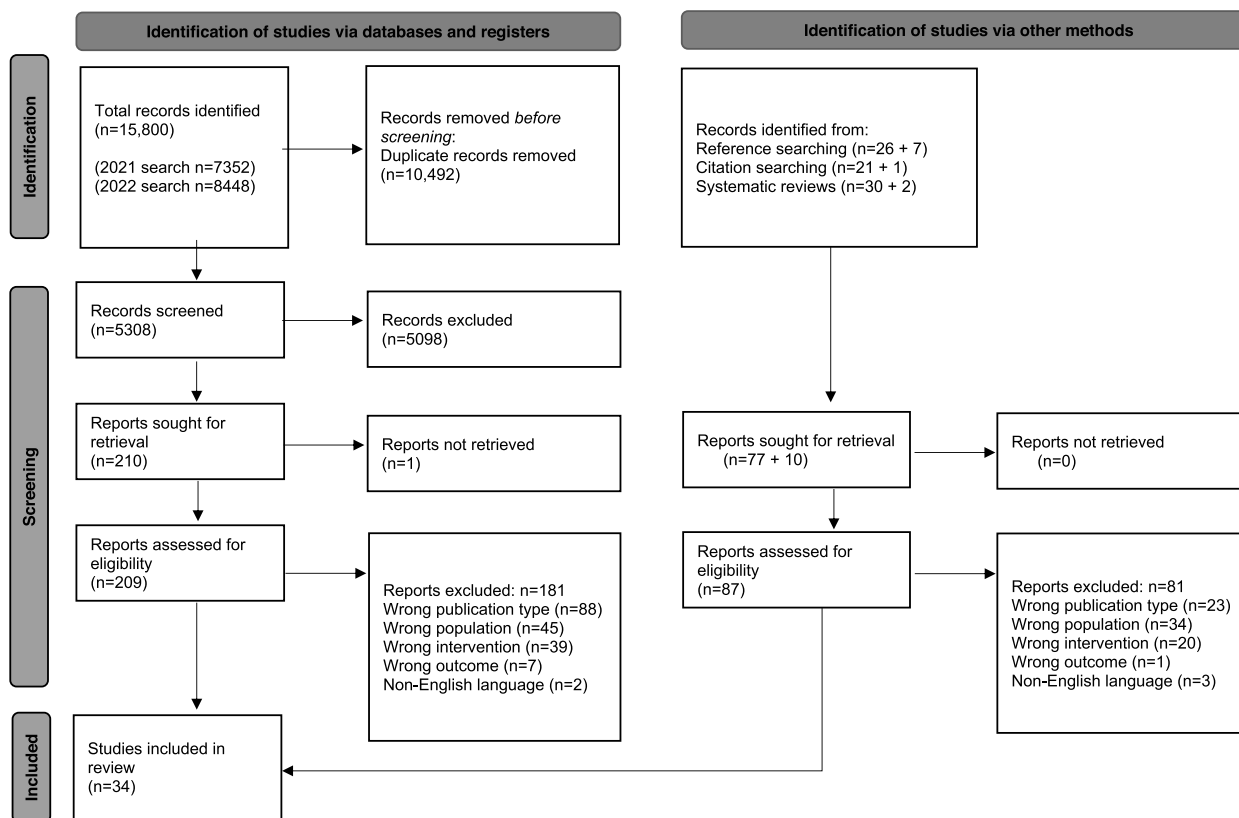 Identification of studies via databases and registers
Identification of studies via other methods
Identification
Total records identified
(n=15,800)
(2021 search n=7352)
(2022 search n=8448)
Records removed before
screening:
Duplicate records removed
(n=10,492)
Records identified from:
Reference searching (n=26 + 7)
Citation searching (n=21 + 1)
Systematic reviews (n=30 + 2)
Screening
Records screened
(n=5308)
Records excluded
(n=5098)
Reports sought for
retrieval
(n=210)
Reports not retrieved
(n=1)
Reports sought for retrieval
(n=77 + 10)
Reports not retrieved
(n=0)
Reports assessed for
eligibility
(n=209)
Reports excluded: n=181
Wrong publication type (n=88)
Wrong population (n=45)
Wrong intervention (n=39)
Wrong outcome (n=7)
Non-English language (n=2)
Reports assessed for
eligibility
(n=87)
Reports excluded: n=81
Wrong publication type (n=23)
Wrong population (n=34)
Wrong intervention (n=20)
Wrong outcome (n=1)
Non-English language (n=3)
Included
Studies included in
review
(n=34)